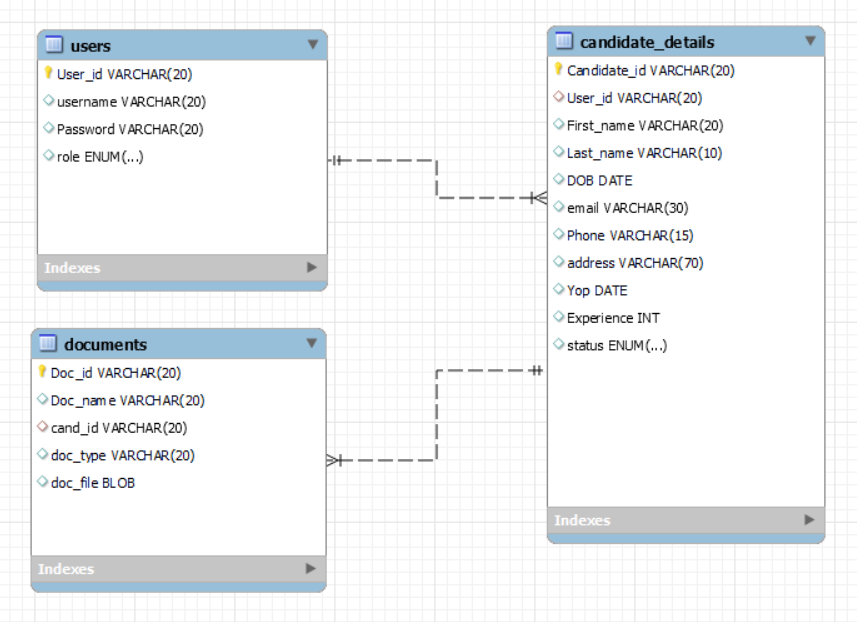 users
User_id VARCHAR(20)
username VARCHAR(20)
Password VARCHAR(20)
role ENUM(...)
Indexes
candidate_details
Candidate_id VARCHAR(20)
User_id VARCHAR(20)
First_name VARCHAR(20)
Last_name VARCHAR(10)
DOB DATE
email VARCHAR(30)
Phone VARCHAR(15)
address VARCHAR(70)
Yop DATE
Experience INT
status ENUM(...)
Indexes
documents
Doc_id VARCHAR(20)
Doc_name VARCHAR(20)
cand_id VARCHAR(20)
doc_type VARCHAR(20)
doc_file BLOB
Indexes